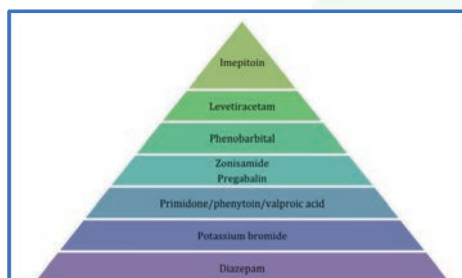 Imepitoin
Levetiracetam
Phenobarbital
Zonisamide
Pregabalin
Primidone/phenytoin/valproic acid
Potassium bromide
Diazepam